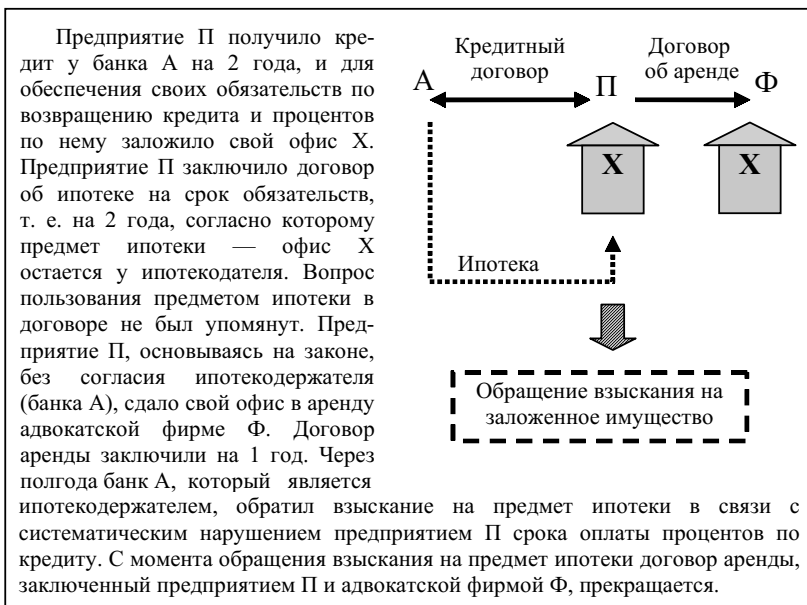 Предприятие П получило кре-
дит у банка А на 2 года, и для
обеспечения своих обязательств по
возвращению кредита и процентов
по нему заложило свой офис Х.
Предприятие П заключило договор
об ипотеке на срок обязательств,
т. е. на 2 года, согласно которому
предмет ипотеки — офис Х
остается у ипотекодателя. Вопрос
пользования предметом ипотеки в
договоре не был упомянут. Пред-
приятие П, основываясь на законе,
без согласия ипотекодержателя
(банка А), сдало свой офис в аренду
адвокатской фирме Ф. Договор
аренды заключили на 1 год. Через
полгода банк А, который является
ипотекодержателем, обратил взыскание на предмет ипотеки в связи с
систематическим нарушением предприятием П срока оплаты процентов по
кредиту. С момента обращения взыскания на предмет ипотеки договор аренды,
заключенный предприятием П и адвокатской фирмой Ф, прекращается.
Кредитный
договор
Договор
об аренде
А
П
Ф
Х
Х
Ипотека
Обращение взыскания на
заложенное имущество